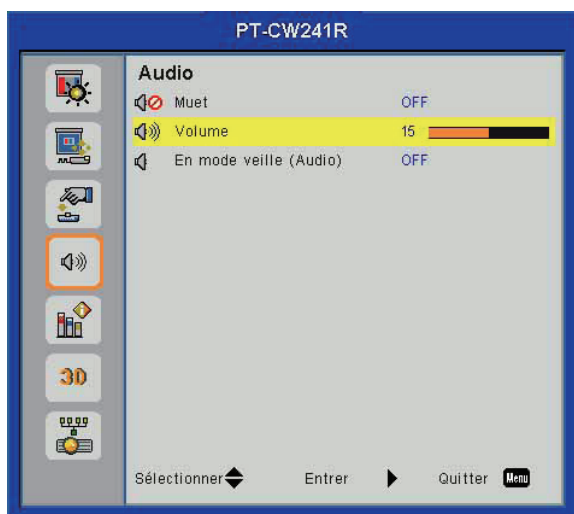 PT-CW241R
Audio
Muet OFF
Volume 15
En mode veille (Audio) OFF
3D
Sélectionner Entrer Quitter Menu